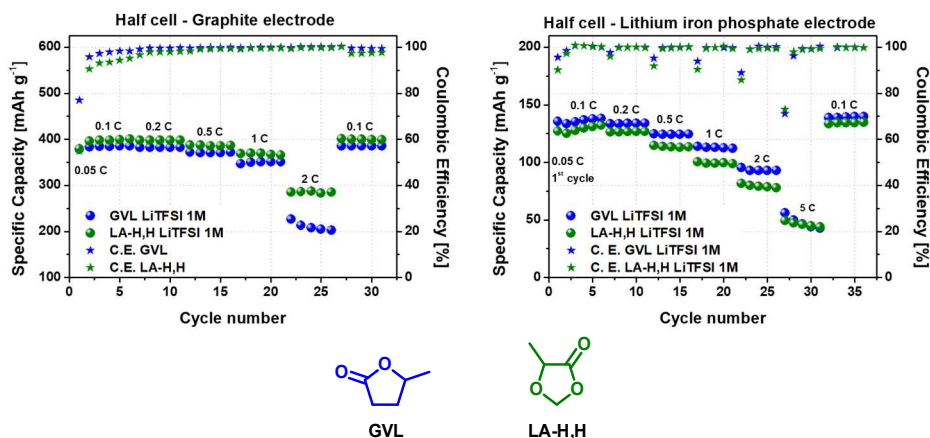 Half cell - Graphite electrode
600
500
400
300
200
100
Specific Capacity [mAh g⁻¹]
100
80
60
40
20
0
Coulombic Efficiency [%]
0.05 C
0.1 C
0.2 C
0.5 C
1 C
2 C
0.1 C
GVL LiTFSI 1M
LA-H,H LiTFSI 1M
C.E. GVL
C.E. LA-H,H
0 5 10 15 20 25 30
Cycle number
Half cell - Lithium iron phosphate electrode
200
150
100
50
0
Specific Capacity [mAh g⁻¹]
100
80
60
40
20
0
Coulombic Efficiency [%]
0.05 C
1st cycle
0.1 C
0.2 C
0.5 C
1 C
2 C
5 C
0.1 C
GVL LiTFSI 1M
LA-H,H LiTFSI 1M
C. E. GVL LiTFSI 1M
C. E. LA-H,H LiTFSI 1M
0 5 10 15 20 25 30 35
Cycle number
O
O
GVL
O
O
O
LA-H,H